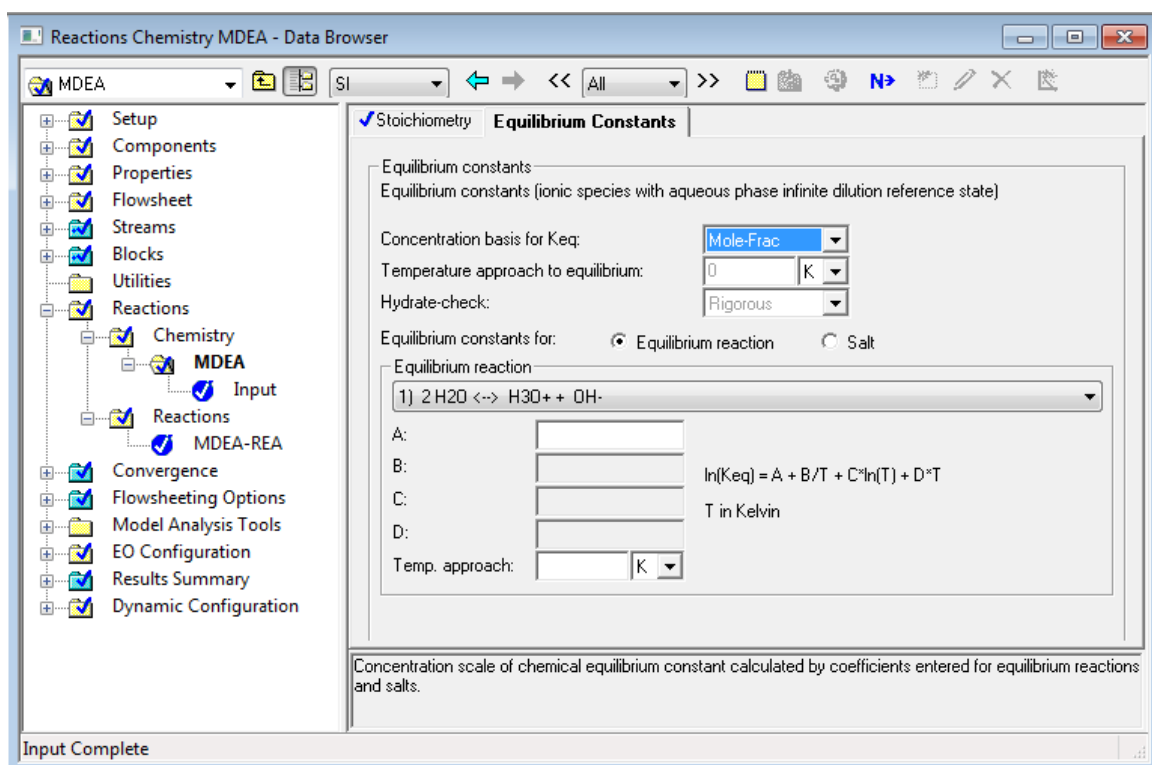 Reactions Chemistry MDEA - Data Browser
MDEA SI << All >> N
Setup
Components
Properties
Flowsheet
Streams
Blocks
Utilities
Reactions
Chemistry
MDEA
Input
Reactions
MDEA-REA
Convergence
Flowsheeting Options
Model Analysis Tools
EO Configuration
Results Summary
Dynamic Configuration
Stoichiometry Equilibrium Constants
Equilibrium constants
Equilibrium constants (ionic species with aqueous phase infinite dilution reference state)
Concentration basis for Keq: Mole-Frac
Temperature approach to equilibrium: 0 K
Hydrate-check: Rigorous
Equilibrium constants for: Equilibrium reaction Salt
Equilibrium reaction
1) 2 H2O <--> H3O+ + OH-
A:
B:
ln(Keq) = A + B/T + C*ln(T) + D*T
C:
T in Kelvin
D:
Temp. approach: K
Concentration scale of chemical equilibrium constant calculated by coefficients entered for equilibrium reactions
and salts.
Input Complete